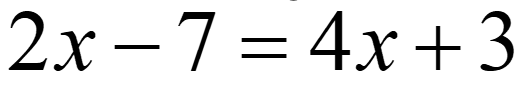 2x − 7 = 4x + 3